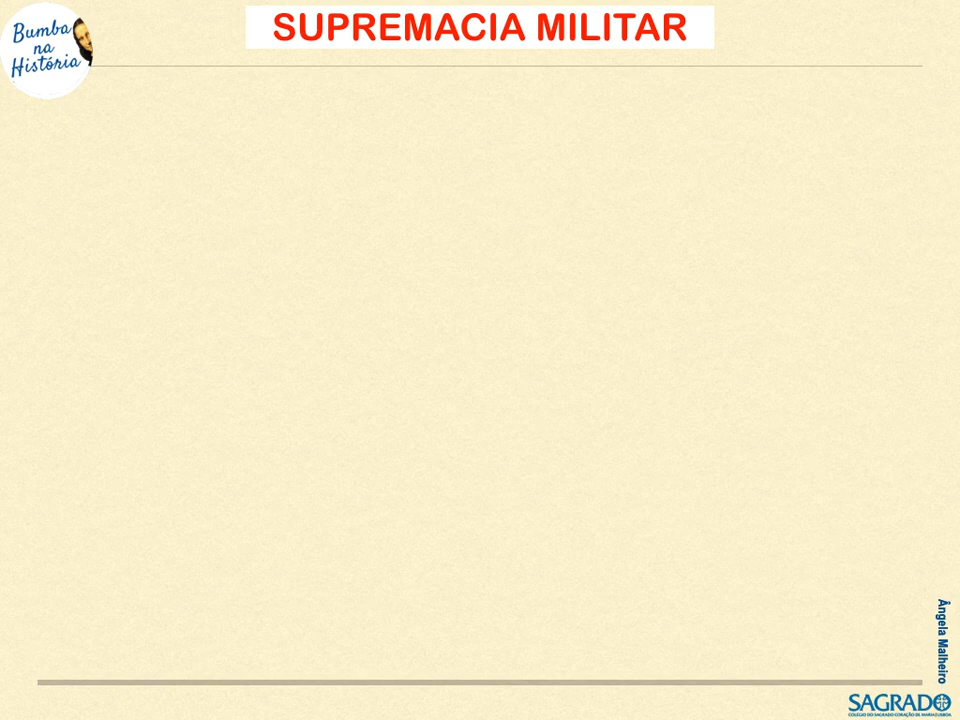 Bumba
na
História
SUPREMACIA MILITAR
Ângela Malheiro
SAGRADO
COLÉGIO DO SAGRADO CORAÇÃO DE MARIA LISBOA